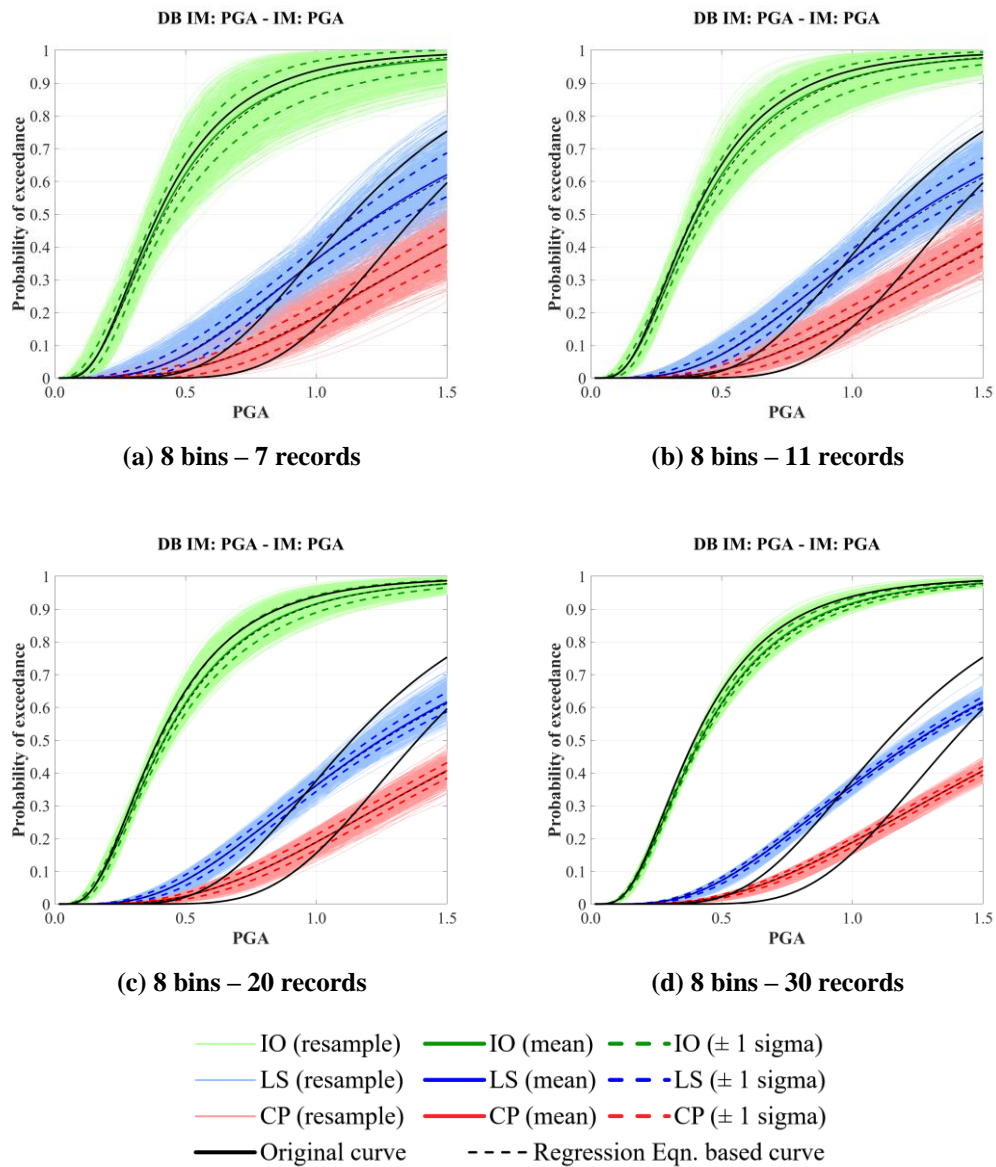 DB IM: PGA - IM: PGA
Probability of exceedance
1
0.9
0.8
0.7
0.6
0.5
0.4
0.3
0.2
0.1
0
0.0 0.5 1.0 1.5
PGA
(a) 8 bins – 7 records
DB IM: PGA - IM: PGA
Probability of exceedance
1
0.9
0.8
0.7
0.6
0.5
0.4
0.3
0.2
0.1
0
0.0 0.5 1.0 1.5
PGA
(b) 8 bins – 11 records
DB IM: PGA - IM: PGA
Probability of exceedance
1
0.9
0.8
0.7
0.6
0.5
0.4
0.3
0.2
0.1
0
0.0 0.5 1.0 1.5
PGA
(c) 8 bins – 20 records
DB IM: PGA - IM: PGA
Probability of exceedance
1
0.9
0.8
0.7
0.6
0.5
0.4
0.3
0.2
0.1
0
0.0 0.5 1.0 1.5
PGA
(d) 8 bins – 30 records
IO (resample) IO (mean) IO (± 1 sigma)
LS (resample) LS (mean) LS (± 1 sigma)
CP (resample) CP (mean) CP (± 1 sigma)
Original curve Regression Eqn. based curve